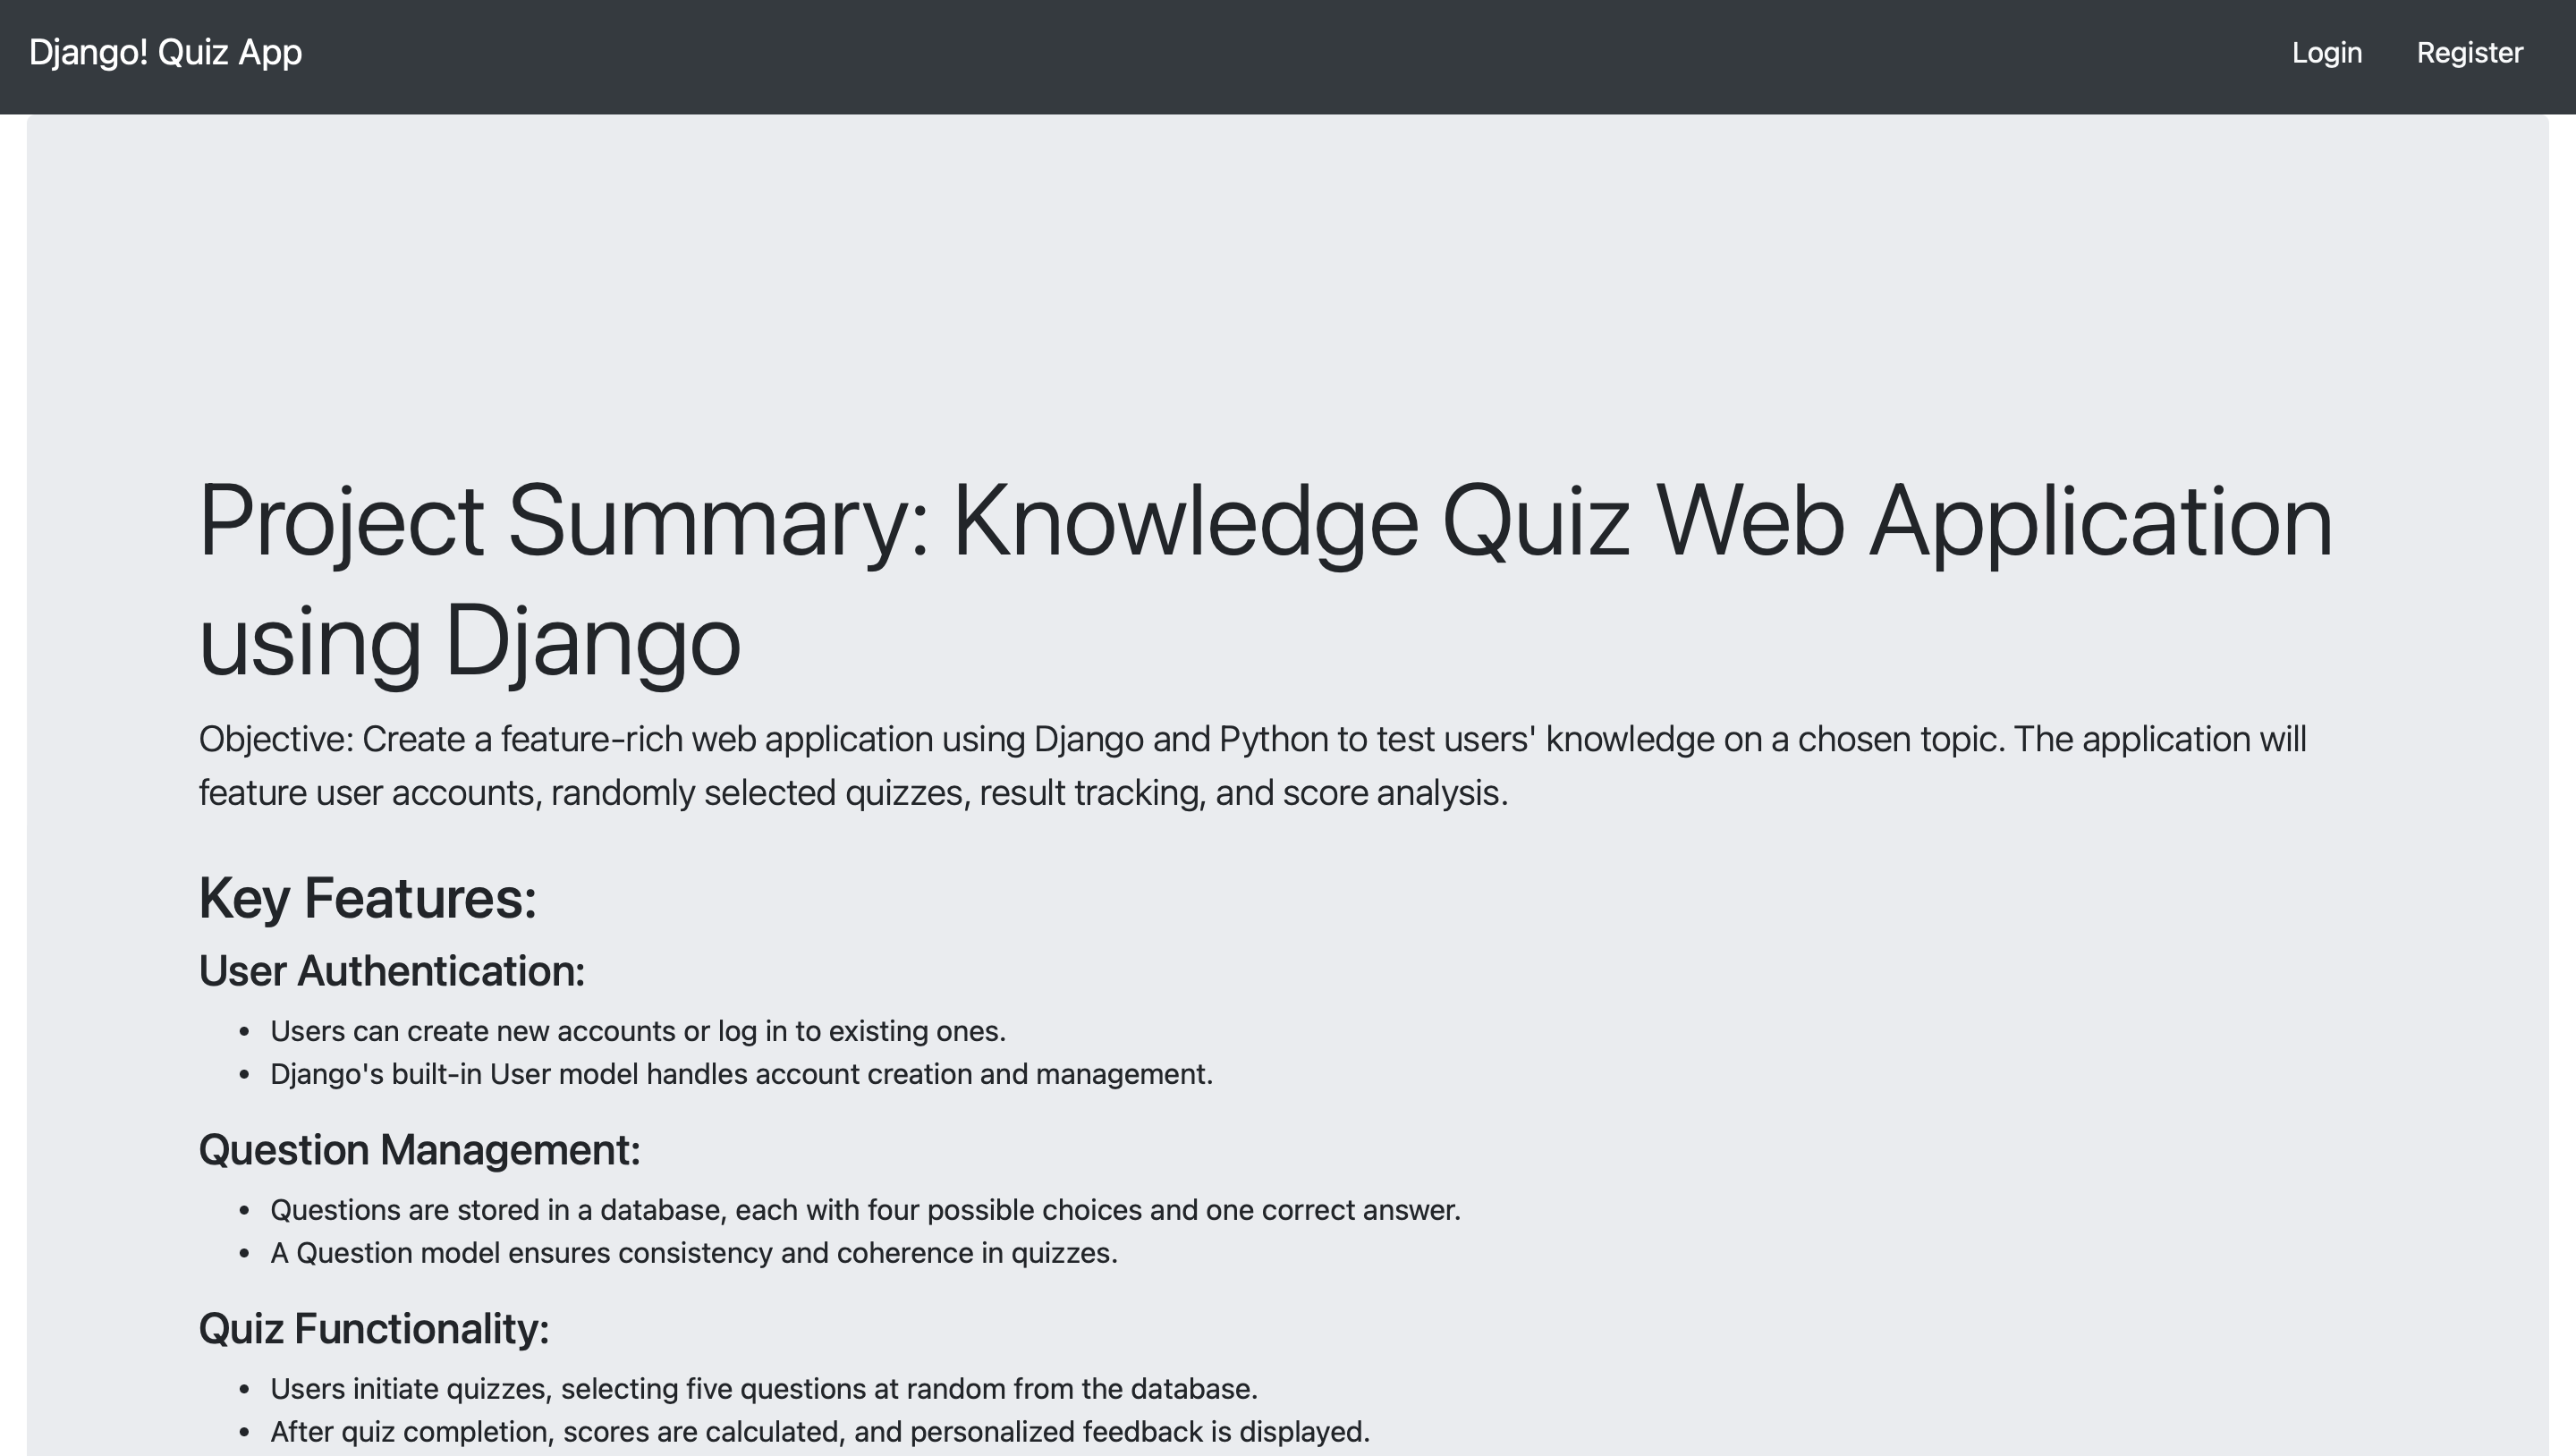 Django! Quiz App
Login
Register
Project Summary: Knowledge Quiz Web Application
using Django
Objective: Create a feature-rich web application using Django and Python to test users' knowledge on a chosen topic. The application will
feature user accounts, randomly selected quizzes, result tracking, and score analysis.
Key Features:
User Authentication:
• Users can create new accounts or log in to existing ones.
• Django's built-in User model handles account creation and management.
Question Management:
• Questions are stored in a database, each with four possible choices and one correct answer.
• A Question model ensures consistency and coherence in quizzes.
Quiz Functionality:
• Users initiate quizzes, selecting five questions at random from the database.
• After quiz completion, scores are calculated, and personalized feedback is displayed.